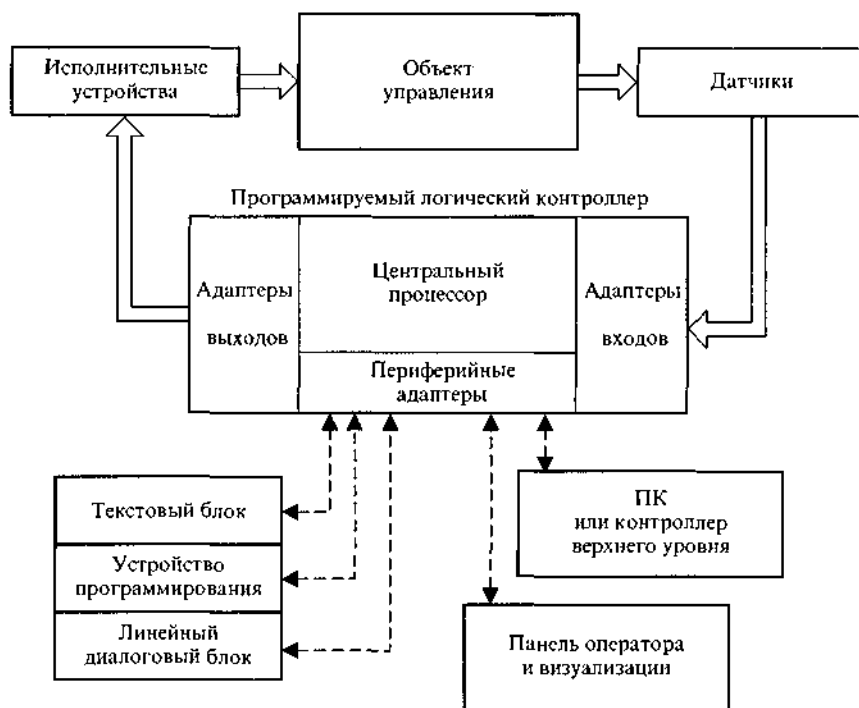 Исполнительные
устройства
Объект
управления
Датчики
Программируемый логический контроллер
Адаптеры
выходов
Центральный
процессор
Адаптеры
входов
Периферийные
адаптеры
Текстовый блок
Устройство
программирования
Линейный
диалоговый блок
ПК
или контроллер
верхнего уровня
Панель оператора
и визуализации